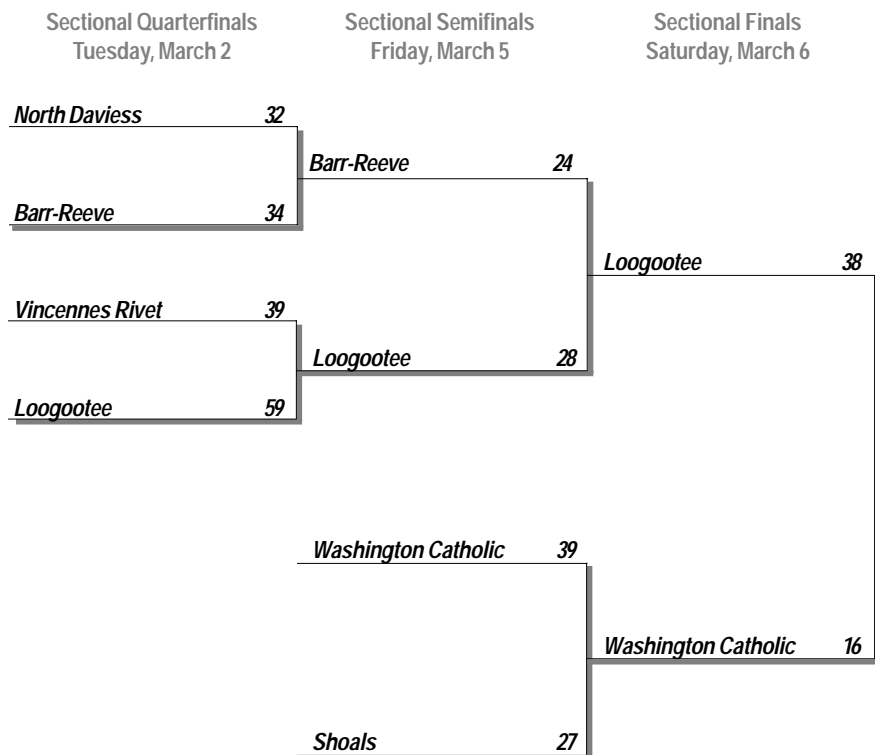 Sectional Quarterfinals
Tuesday, March 2
Sectional Semifinals
Friday, March 5
Sectional Finals
Saturday, March 6
North Daviess 32
Barr-Reeve 34
Vincennes Rivet 39
Loogootee 59
Barr-Reeve 24
Loogootee 28
Washington Catholic 39
Shoals 27
Loogootee 38
Washington Catholic 16